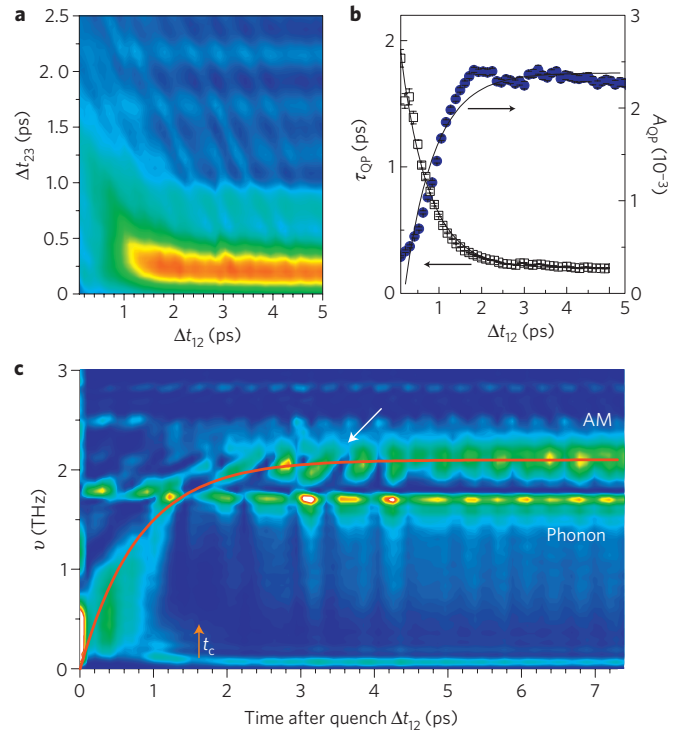 a
2.5
2.0
1.5
1.0
0.5
0
Δt23 (ps)
1 2 3 4 5
Δt12 (ps)
b
2
1
0
τQP (ps)
3
2
1
0
AQP (10−3)
0 1 2 3 4 5
Δt12 (ps)
c
3
2
1
0
υ (THz)
AM
Phonon
tc
0 1 2 3 4 5 6 7
Time after quench Δt12 (ps)